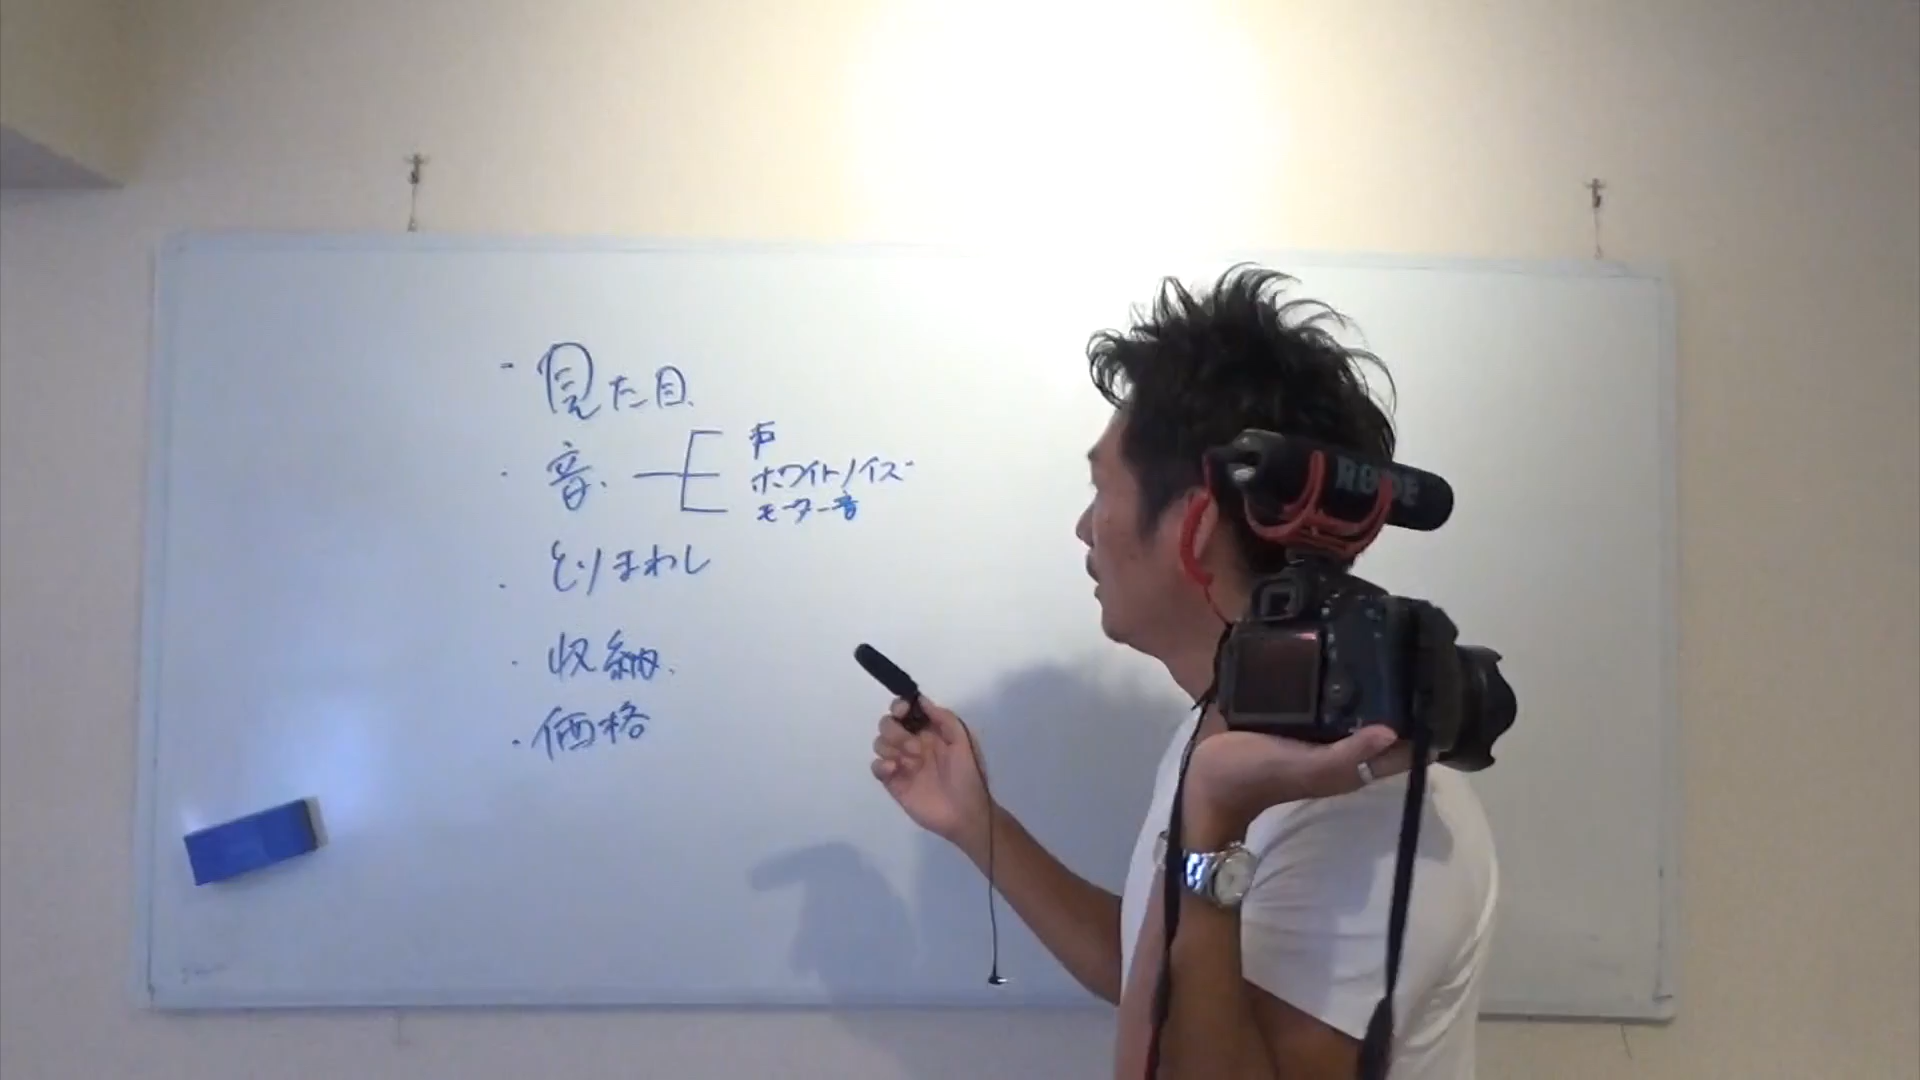 ・見た目
・音
声
ホワイトノイズ
モーター音
・とりまわし
・収納
・価格
RODE